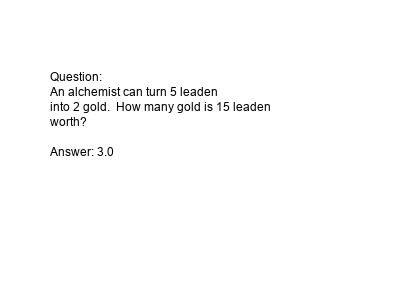 Question:
An alchemist can turn 5 leaden
into 2 gold.  How many gold is 15 leaden
worth?

Answer: 3.0